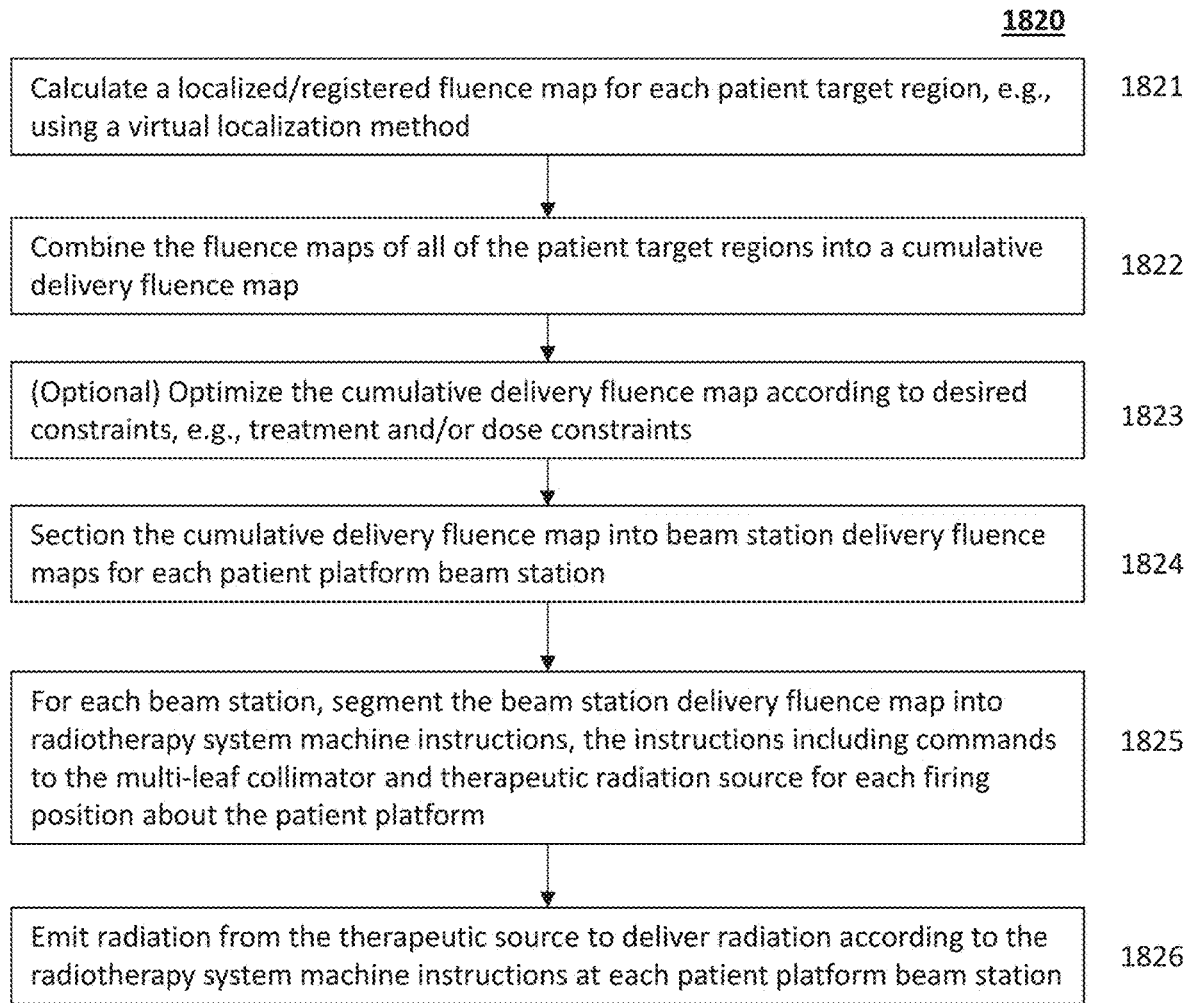 1820
Calculate a localized/registered fluence map for each patient target region, e.g.,
using a virtual localization method
1821
Combine the fluence maps of all of the patient target regions into a cumulative
delivery fluence map
1822
(Optional) Optimize the cumulative delivery fluence map according to desired
constraints, e.g., treatment and/or dose constraints
1823
Section the cumulative delivery fluence map into beam station delivery fluence
maps for each patient platform beam station
1824
For each beam station, segment the beam station delivery fluence map into
radiotherapy system machine instructions, the instructions including commands
to the multi-leaf collimator and therapeutic radiation source for each firing
position about the patient platform
1825
Emit radiation from the therapeutic source to deliver radiation according to the
radiotherapy system machine instructions at each patient platform beam station
1826